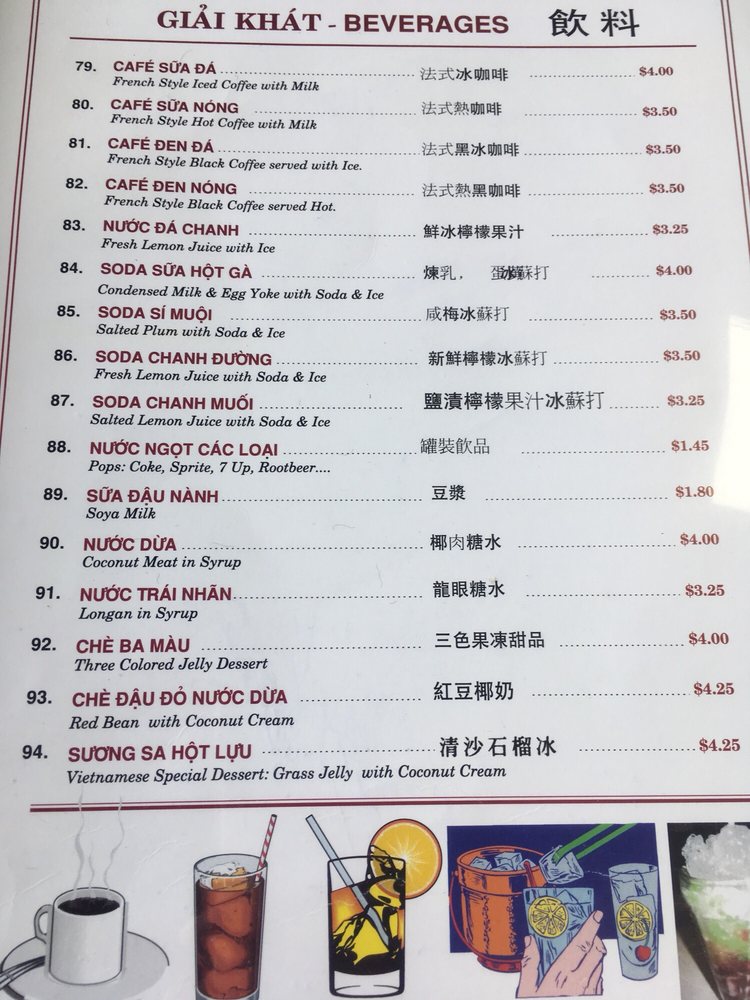 GIẢI KHÁT - BEVERAGES 飲料
79. CAFÉ SỮA ĐÁ 法式冰咖啡 $4.00
French Style Iced Coffee with Milk
80. CAFÉ SỮA NÓNG 法式熱咖啡 $3.50
French Style Hot Coffee with Milk
81. CAFÉ ĐEN ĐÁ 法式黑冰咖啡 $3.50
French Style Black Coffee served with Ice.
82. CAFÉ ĐEN NÓNG 法式熱黑咖啡 $3.50
French Style Black Coffee served Hot.
83. NƯỚC ĐÁ CHANH 鮮冰檸檬果汁 $3.25
Fresh Lemon Juice with Ice
84. SODA SỮA HỘT GÀ 煉乳, 蛋 蘇打 $4.00
Condensed Milk & Egg Yoke with Soda & Ice
85. SODA SÍ MUỘI 咸梅冰蘇打 $3.50
Salted Plum with Soda & Ice
86. SODA CHANH ĐƯỜNG 新鮮檸檬冰蘇打 $3.50
Fresh Lemon Juice with Soda & Ice
87. SODA CHANH MUỐI 鹽漬檸檬果汁冰蘇打 $3.25
Salted Lemon Juice with Soda & Ice
88. NƯỚC NGỌT CÁC LOẠI 罐裝飲品 $1.45
Pops: Coke, Sprite, 7 Up, Rootbeer....
89. SỮA ĐẬU NÀNH 豆漿 $1.80
Soya Milk
90. NƯỚC DỪA 椰肉糖水 $4.00
Coconut Meat in Syrup
91. NƯỚC TRÁI NHÃN 龍眼糖水 $3.25
Longan in Syrup
92. CHÈ BA MÀU 三色果凍甜品 $4.00
Three Colored Jelly Dessert
93. CHÈ ĐẬU ĐỎ NƯỚC DỪA 紅豆椰奶 $4.25
Red Bean with Coconut Cream
94. SƯƠNG SA HỘT LỰU 清沙石榴冰 $4.25
Vietnamese Special Dessert: Grass Jelly with Coconut Cream